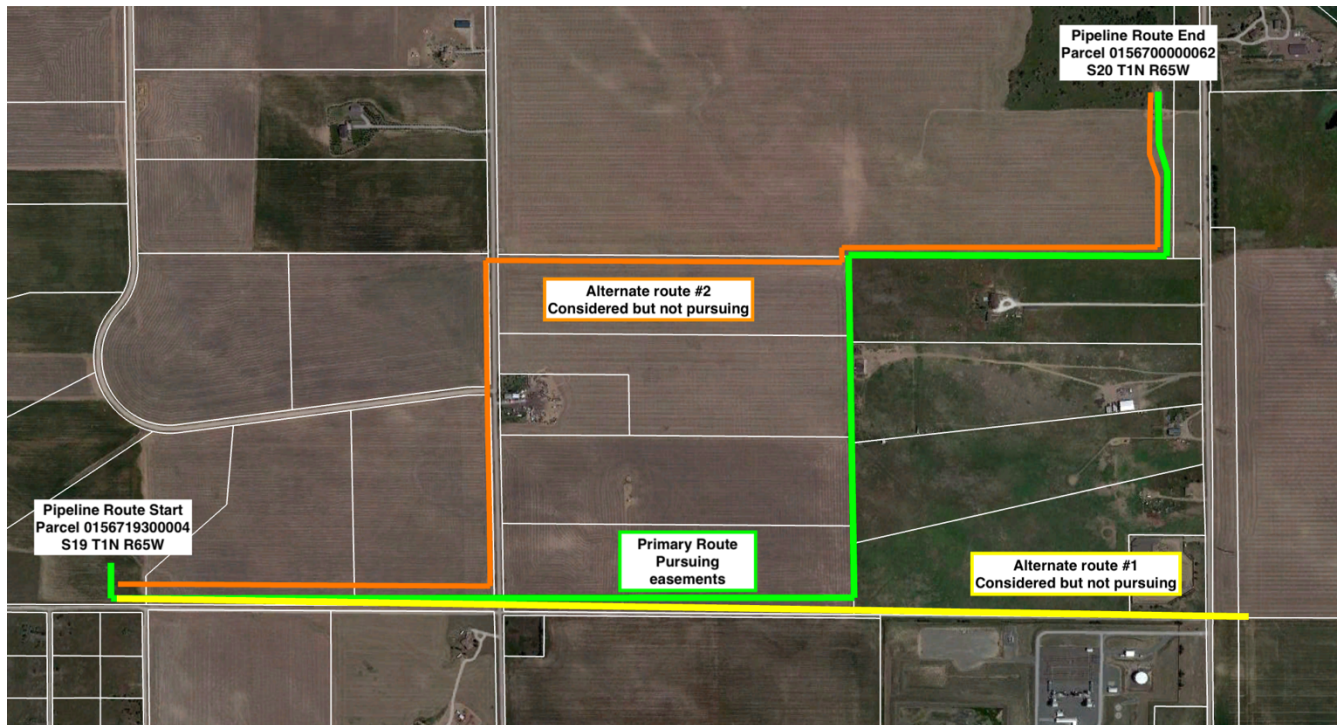 Pipeline Route End
Parcel 0156700000062
S20 T1N R65W
Alternate route #2
Considered but not pursuing
Pipeline Route Start
Parcel 0156719300004
S19 T1N R65W
Primary Route
Pursuing
easements
Alternate route #1
Considered but not pursuing